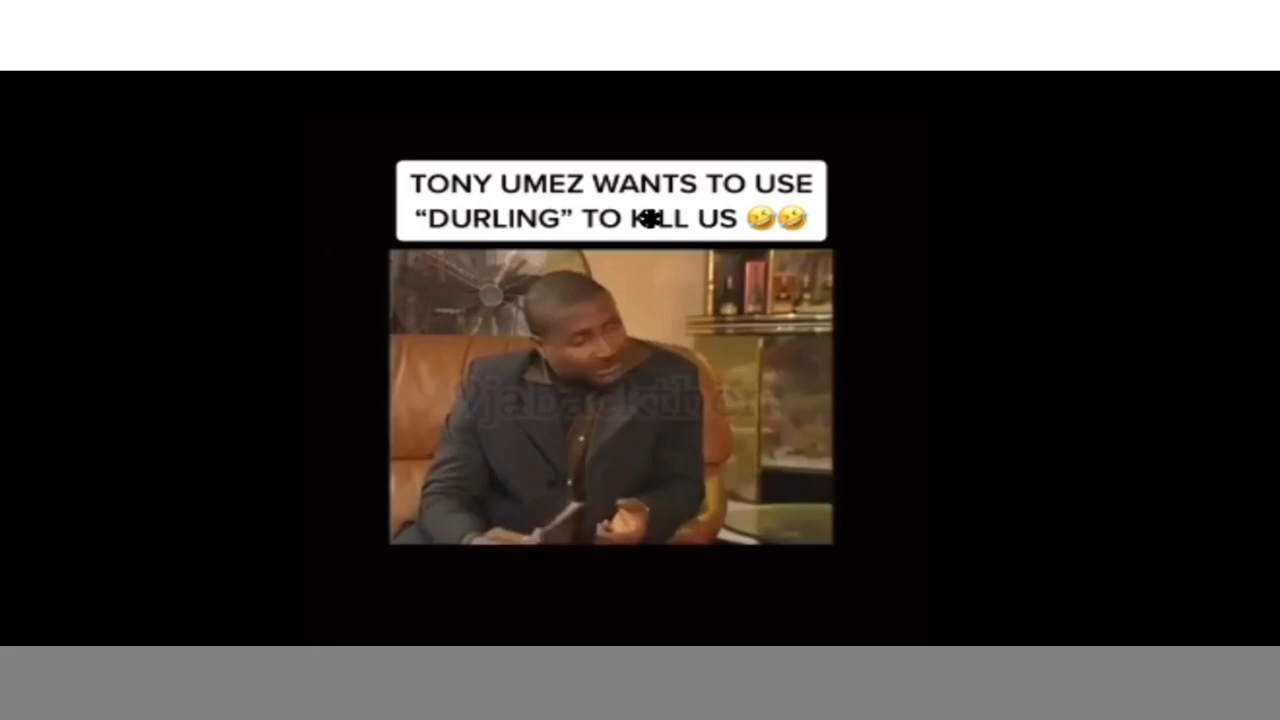 TONY UMEZ WANTS TO USE
“DURLING” TO KILL US 🤣🤣